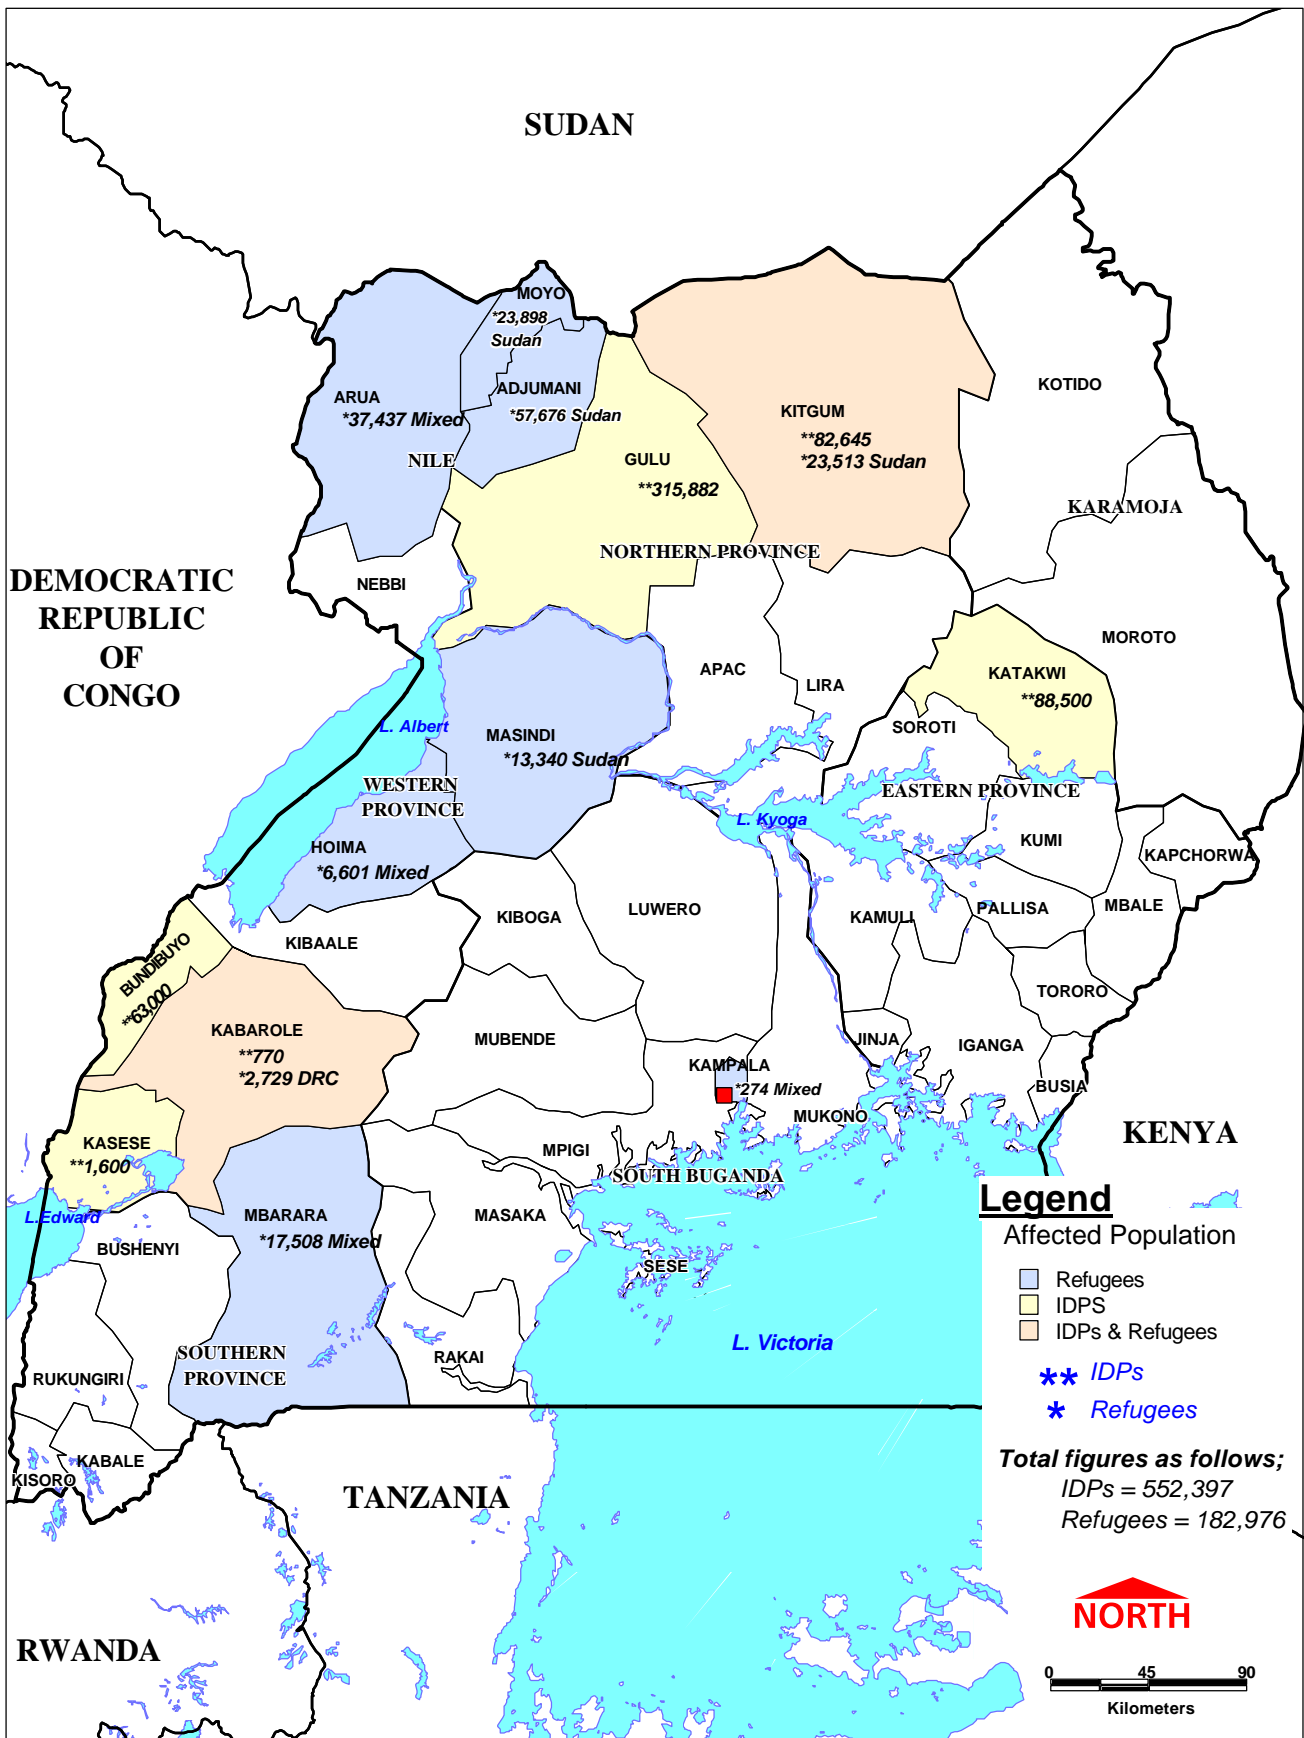 SUDAN
MOYO
*23,898
Sudan
ARUA
*37,437 Mixed
ADJUMANI
*57,676 Sudan
NILE
GULU
**315,882
KITGUM
**82,645
*23,513 Sudan
KOTIDO
KARAMOJA
NORTHERN PROVINCE
DEMOCRATIC
REPUBLIC
OF
CONGO
NEBBI
MOROTO
APAC
LIRA
KATAKWI
**88,500
SOROTI
L. Albert
MASINDI
*13,340 Sudan
WESTERN
PROVINCE
EASTERN PROVINCE
L. Kyoga
HOIMA
*6,601 Mixed
KUMI
KAPCHORWA
KIBOGA
LUWERO
KAMULI
PALLISA
MBALE
KIBAALE
BUNDIBUYO
**63,000
TORORO
KABAROLE
**770
*2,729 DRC
MUBENDE
JINJA
IGANGA
KAMPALA
*274 Mixed
BUSIA
MUKONO
KENYA
KASESE
**1,600
MPIGI
SOUTH BUGANDA
L.Edward
MBARARA
*17,508 Mixed
MASAKA
BUSHENYI
SESE
L. Victoria
SOUTHERN
PROVINCE
RAKAI
RUKUNGIRI
KABALE
KISORO
TANZANIA
RWANDA
Legend
Affected Population
Refugees
IDPS
IDPs & Refugees
** IDPs
* Refugees
Total figures as follows;
IDPs = 552,397
Refugees = 182,976
NORTH
0 45 90
Kilometers